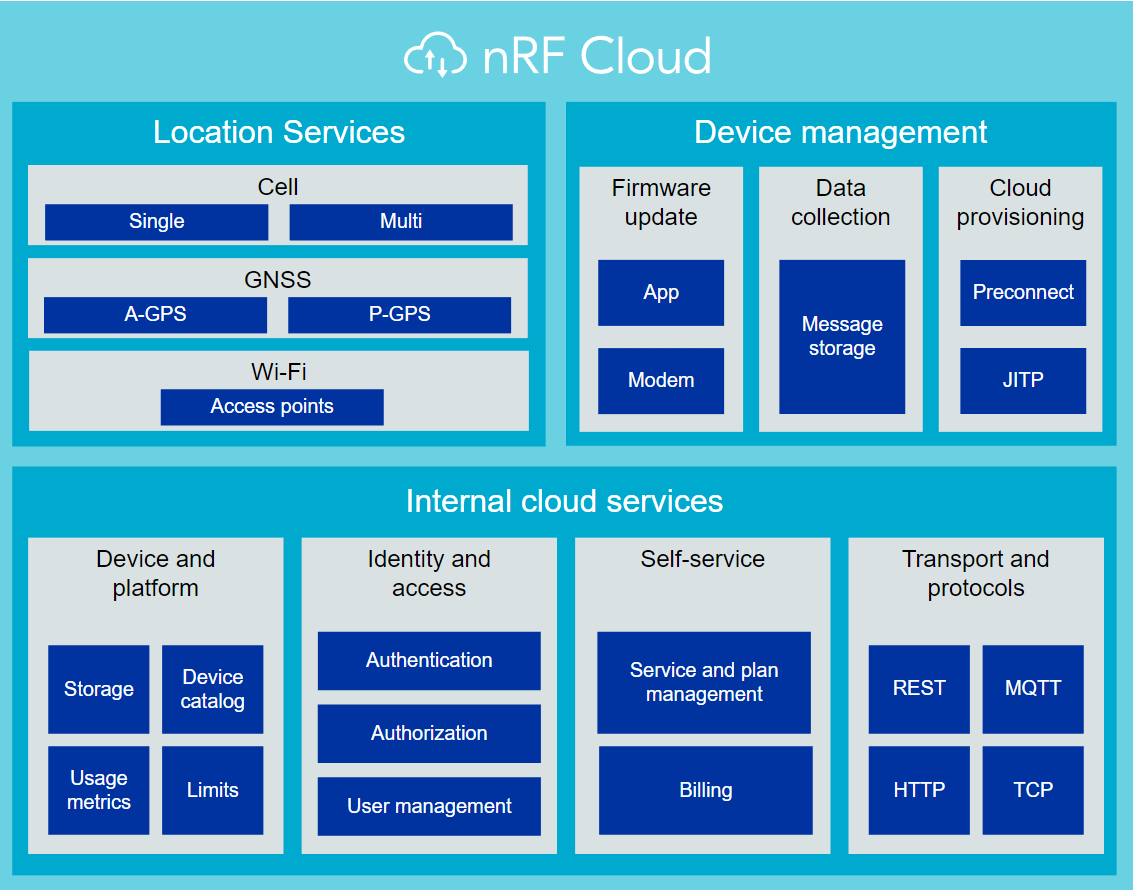 nRF Cloud
Location Services
Cell
Single
Multi
GNSS
A-GPS
P-GPS
Wi-Fi
Access points
Device management
Firmware
update
App
Modem
Data
collection
Message
storage
Cloud
provisioning
Preconnect
JITP
Internal cloud services
Device and
platform
Storage
Device
catalog
Usage
metrics
Limits
Identity and
access
Authentication
Authorization
User management
Self-service
Service and plan
management
Billing
Transport and
protocols
REST
MQTT
HTTP
TCP